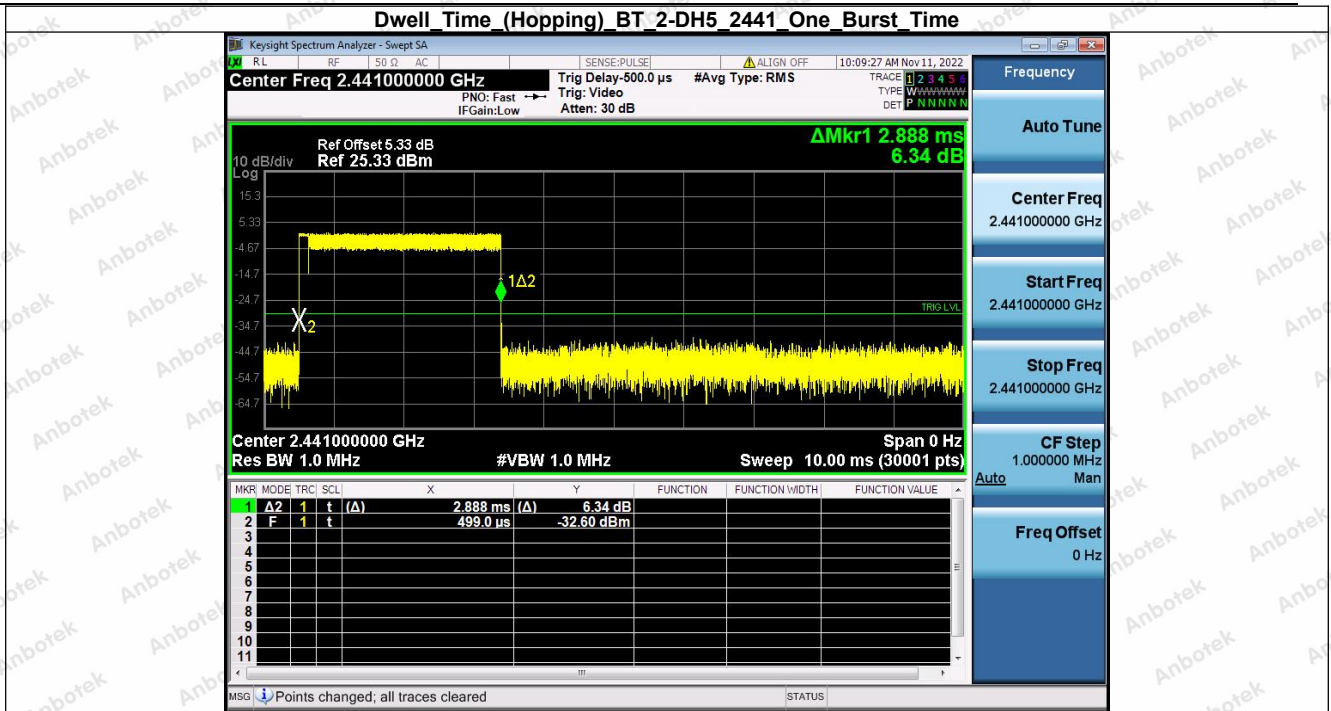 Dwell_Time_(Hopping)_BT_2-DH5_2441_One_Burst_Time
Keysight Spectrum Analyzer - Swept SA
LXI RL RF 50 Ω AC SENSE:PULSE ALIGN OFF 10:09:27 AM Nov 11, 2022
Center Freq 2.441000000 GHz Trig Delay-500.0 µs #Avg Type: RMS TRACE 1 2 3 4 5 6
PNO: Fast Trig: Video TYPE WWWWWW
IFGain:Low Atten: 30 dB DET P N N N N N
Frequency
Auto Tune
Center Freq
2.441000000 GHz
Start Freq
2.441000000 GHz
Stop Freq
2.441000000 GHz
CF Step
1.000000 MHz
Auto Man
Freq Offset
0 Hz
ΔMkr1 2.888 ms
6.34 dB
Ref Offset 5.33 dB
10 dB/div Ref 25.33 dBm
Log
15.3
5.33
-4.67
-14.7
-24.7
-34.7
-44.7
-54.7
-64.7
1Δ2
TRIG LVL
2
Center 2.441000000 GHz Span 0 Hz
Res BW 1.0 MHz #VBW 1.0 MHz Sweep 10.00 ms (30001 pts)
MKR MODE TRC SCL X Y FUNCTION FUNCTION WIDTH FUNCTION VALUE
1 Δ2 1 t (Δ) 2.888 ms (Δ) 6.34 dB
2 F 1 t 499.0 µs -32.60 dBm
3
4
5
6
7
8
9
10
11
MSG Points changed; all traces cleared STATUS
Anbotek